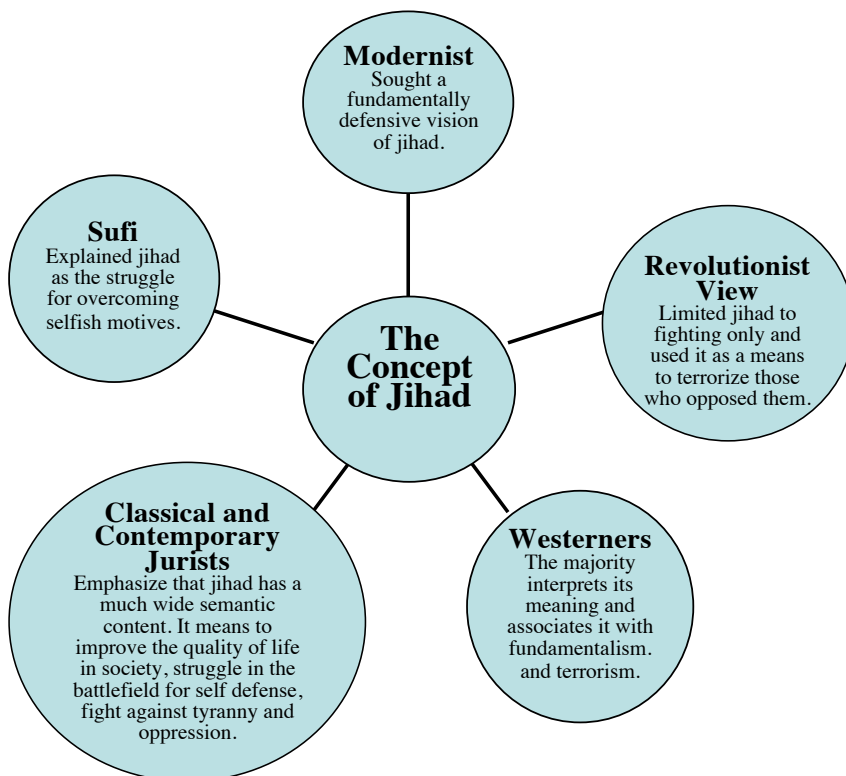 Modernist
Sought a
fundamentally
defensive vision
of jihad.
Sufi
Explained jihad
as the struggle
for overcoming
selfish motives.
Revolutionist
View
Limited jihad to
fighting only and
used it as a means
to terrorize those
who opposed them.
The
Concept
of Jihad
Classical and
Contemporary
Jurists
Emphasize that jihad has a
much wide semantic
content. It means to
improve the quality of life
in society, struggle in the
battlefield for self defense,
fight against tyranny and
oppression.
Westerners
The majority
interprets its
meaning and
associates it with
fundamentalism.
and terrorism.